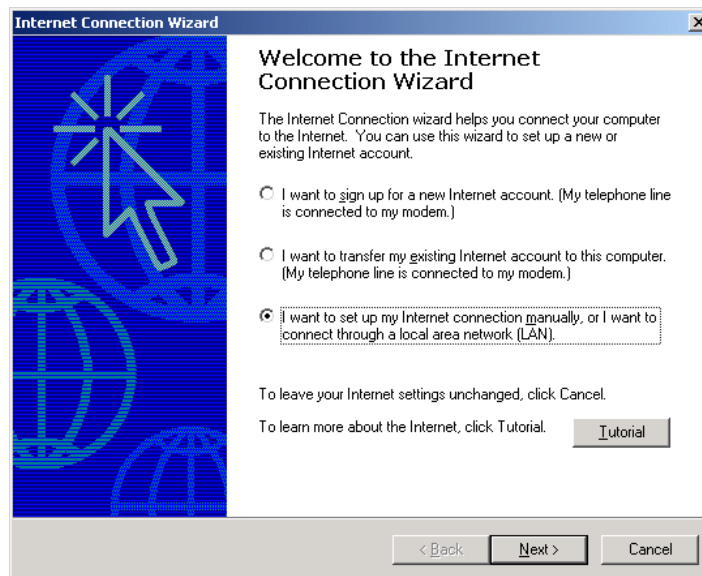 Internet Connection Wizard
Welcome to the Internet
Connection Wizard
The Internet Connection wizard helps you connect your computer
to the Internet.  You can use this wizard to set up a new or
existing Internet account.
I want to sign up for a new Internet account. (My telephone line
is connected to my modem.)
I want to transfer my existing Internet account to this computer.
(My telephone line is connected to my modem.)
I want to set up my Internet connection manually, or I want to
connect through a local area network (LAN).
To leave your Internet settings unchanged, click Cancel.
To learn more about the Internet, click Tutorial.
Tutorial
< Back
Next >
Cancel